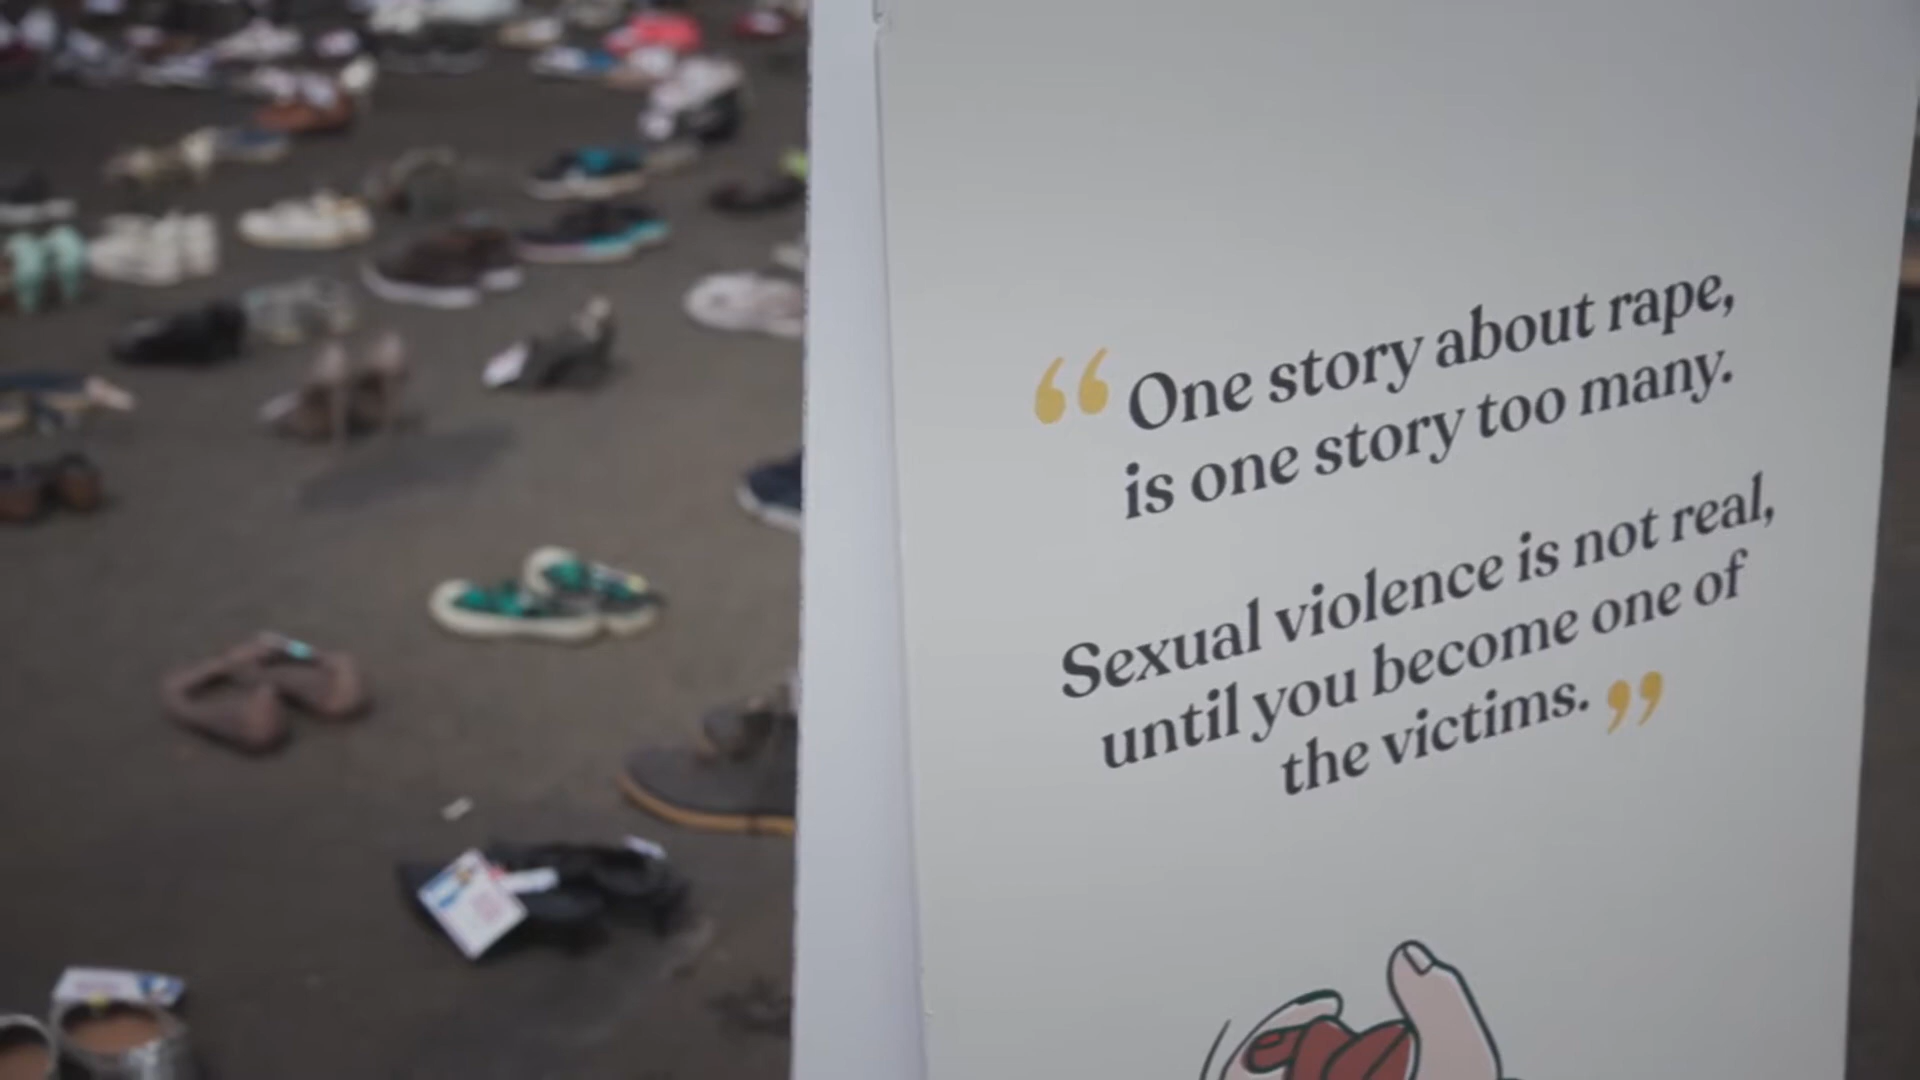 “One story about rape,
is one story too many.
Sexual violence is not real,
until you become one of
the victims.”